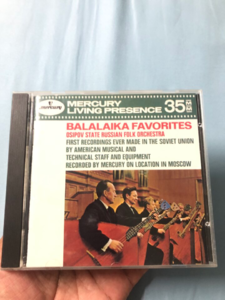 mercury
MERCURY
LIVING PRESENCE
35
MM
BALALAIKA FAVORITES
OSIPOV STATE RUSSIAN FOLK ORCHESTRA
FIRST RECORDINGS EVER MADE IN THE SOVIET UNION
BY AMERICAN MUSICAL AND
TECHNICAL STAFF AND EQUIPMENT
RECORDED BY MERCURY ON LOCATION IN MOSCOW